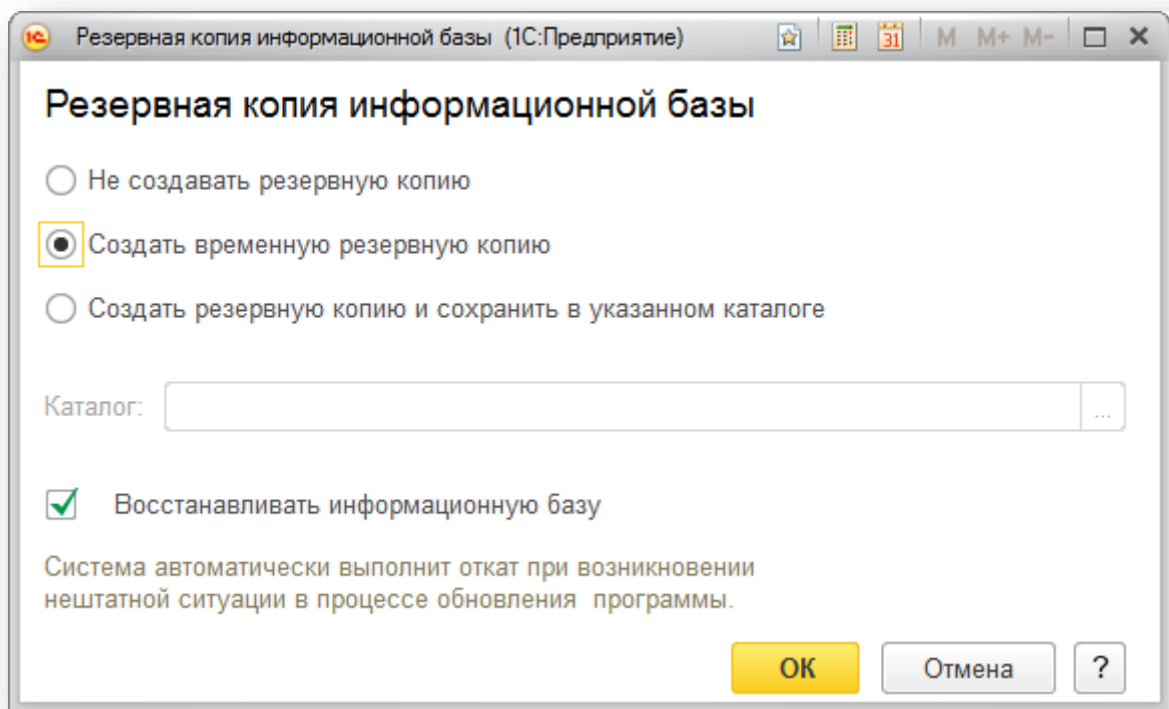 1С Резервная копия информационной базы (1С:Предприятие) 31 M M+ M-
Резервная копия информационной базы
Не создавать резервную копию
Создать временную резервную копию
Создать резервную копию и сохранить в указанном каталоге
Каталог: ...
Восстанавливать информационную базу
Система автоматически выполнит откат при возникновении
нештатной ситуации в процессе обновления программы.
ОК Отмена ?